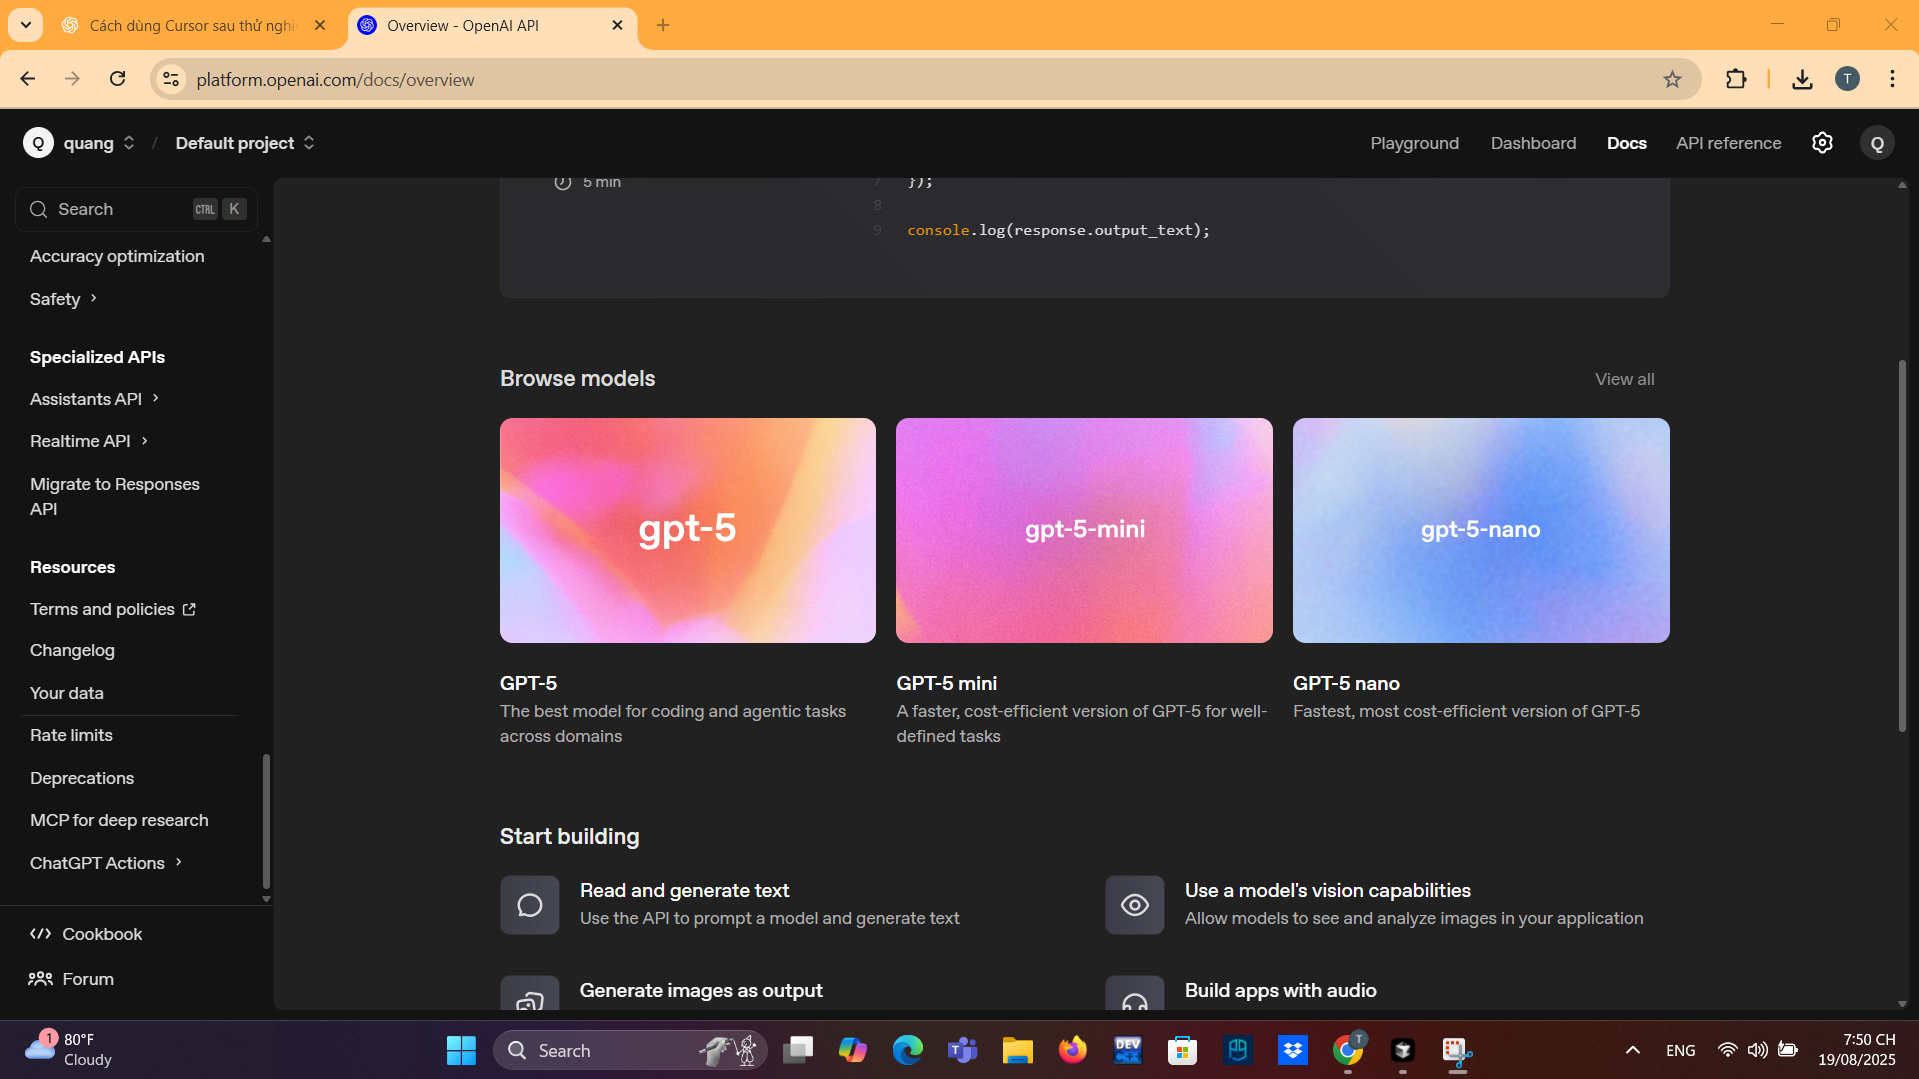 Cách dùng Cursor sau thử nghi
Overview - OpenAI API
platform.openai.com/docs/overview
T
Q
quang
/
Default project
Playground
Dashboard
Docs
API reference
Q
Search
CTRL
K
Accuracy optimization
Safety
Specialized APIs
Assistants API
Realtime API
Migrate to Responses
API
Resources
Terms and policies
Changelog
Your data
Rate limits
Deprecations
MCP for deep research
ChatGPT Actions
Cookbook
Forum
5 min
7 });
8
9 console.log(response.output_text);
Browse models
View all
gpt-5
gpt-5-mini
gpt-5-nano
GPT-5
The best model for coding and agentic tasks
across domains
GPT-5 mini
A faster, cost-efficient version of GPT-5 for well-
defined tasks
GPT-5 nano
Fastest, most cost-efficient version of GPT-5
Start building
Read and generate text
Use the API to prompt a model and generate text
Use a model's vision capabilities
Allow models to see and analyze images in your application
Generate images as output
Build apps with audio
1
80°F
Cloudy
Search
DEV
T
ENG
7:50 CH
19/08/2025